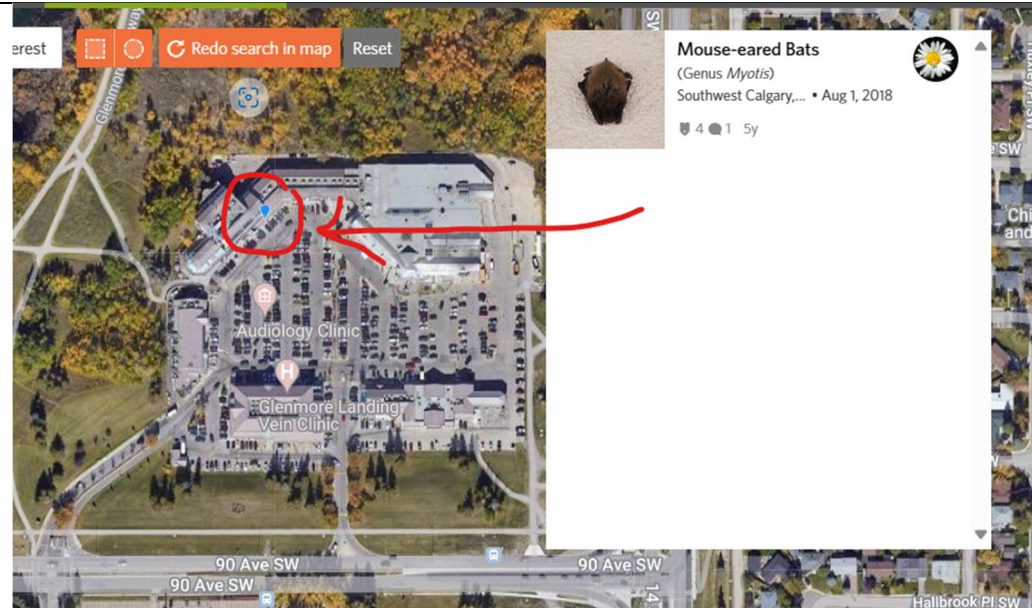 erest
Redo search in map
Reset
Glenmore
way
SW
Mouse-eared Bats
(Genus Myotis)
Southwest Calgary,... • Aug 1, 2018
4 1 5y
e SW
Chi
and
Audiology Clinic
H
Glenmore Landing
Vein Clinic
90 Ave SW
90 Ave SW
90 Ave SW
14
Hallbrook Pl SW